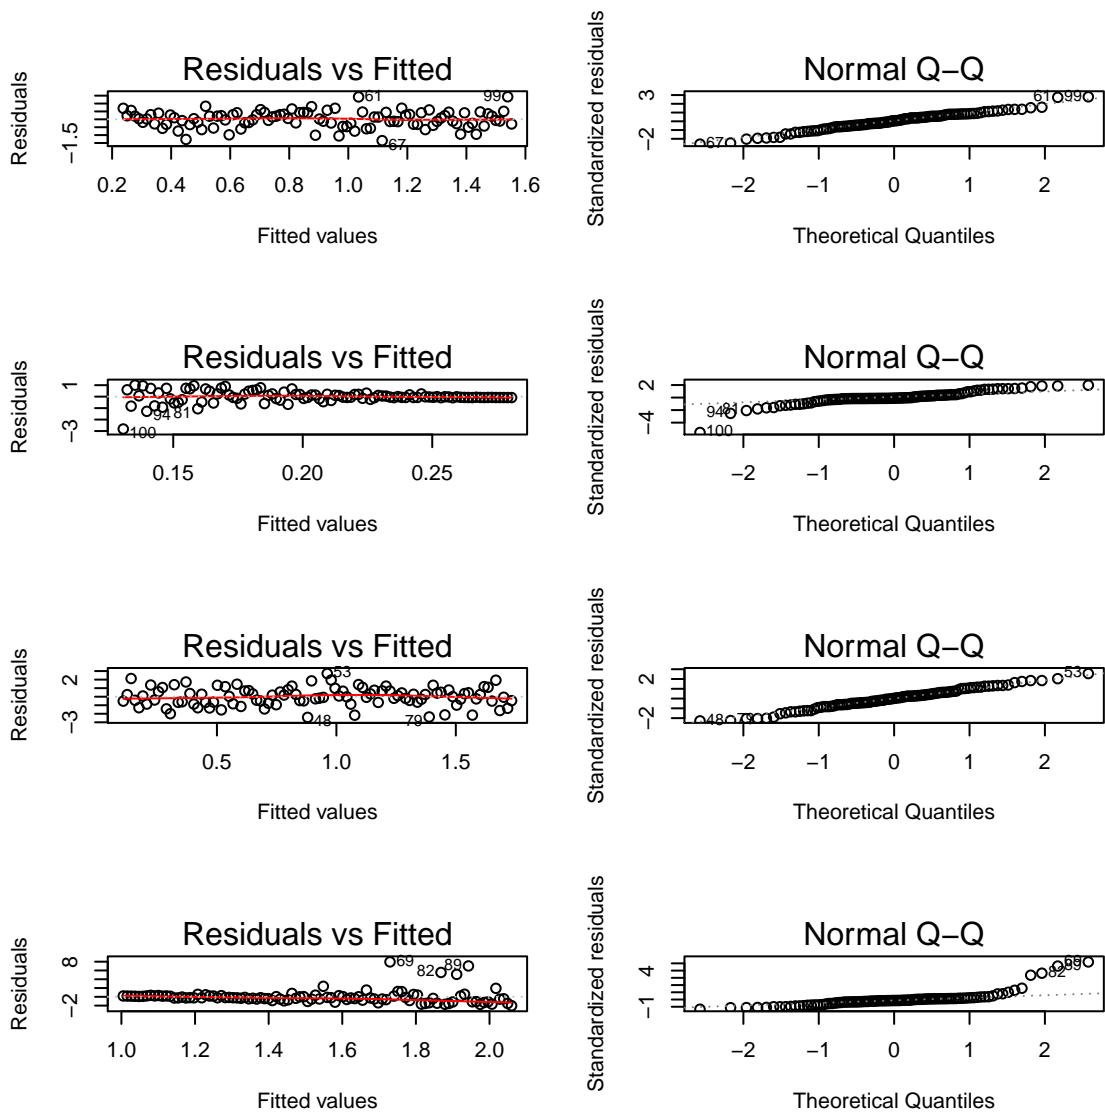 Residuals vs Fitted
Residuals
−1.5
61
99
67
0.2 0.4 0.6 0.8 1.0 1.2 1.4 1.6
Fitted values
Normal Q−Q
Standardized residuals
3
−2
61
99
67
−2 −1 0 1 2
Theoretical Quantiles
Residuals vs Fitted
Residuals
1
−3
94
81
100
0.15 0.20 0.25
Fitted values
Normal Q−Q
Standardized residuals
2
−4
94
81
100
−2 −1 0 1 2
Theoretical Quantiles
Residuals vs Fitted
Residuals
2
−3
53
48
79
0.5 1.0 1.5
Fitted values
Normal Q−Q
Standardized residuals
2
−2
53
48
79
−2 −1 0 1 2
Theoretical Quantiles
Residuals vs Fitted
Residuals
8
−2
69
82
89
1.0 1.2 1.4 1.6 1.8 2.0
Fitted values
Normal Q−Q
Standardized residuals
4
−1
69
89
82
−2 −1 0 1 2
Theoretical Quantiles